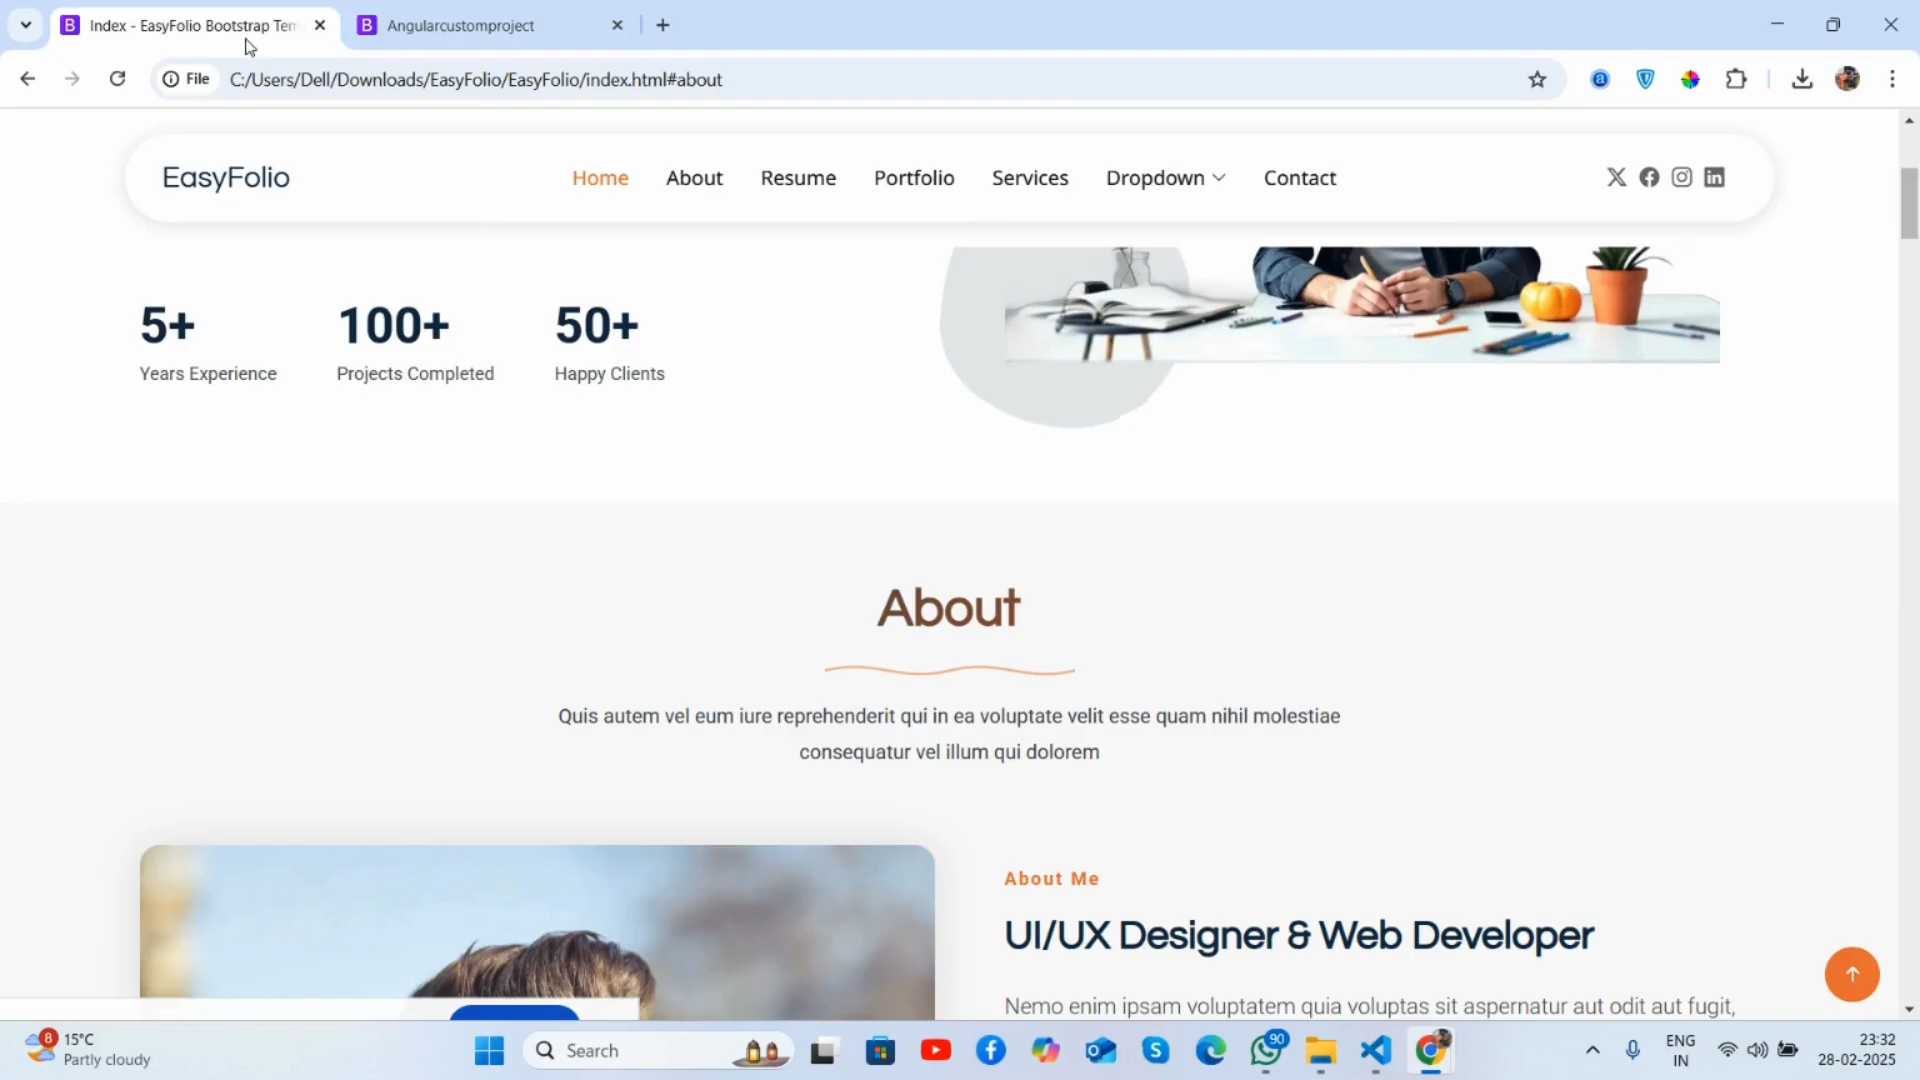 Index - EasyFolio Bootstrap Tem
Angularcustomproject
File
C:/Users/Dell/Downloads/EasyFolio/EasyFolio/index.html#about
EasyFolio
Home
About
Resume
Portfolio
Services
Dropdown
Contact
5+
100+
50+
Years Experience
Projects Completed
Happy Clients
About
Quis autem vel eum iure reprehenderit qui in ea voluptate velit esse quam nihil molestiae
consequatur vel illum qui dolorem
About Me
UI/UX Designer & Web Developer
Nemo enim ipsam voluptatem quia voluptas sit aspernatur aut odit aut fugit,
8
15°C
Partly cloudy
Search
90
ENG
IN
23:32
28-02-2025